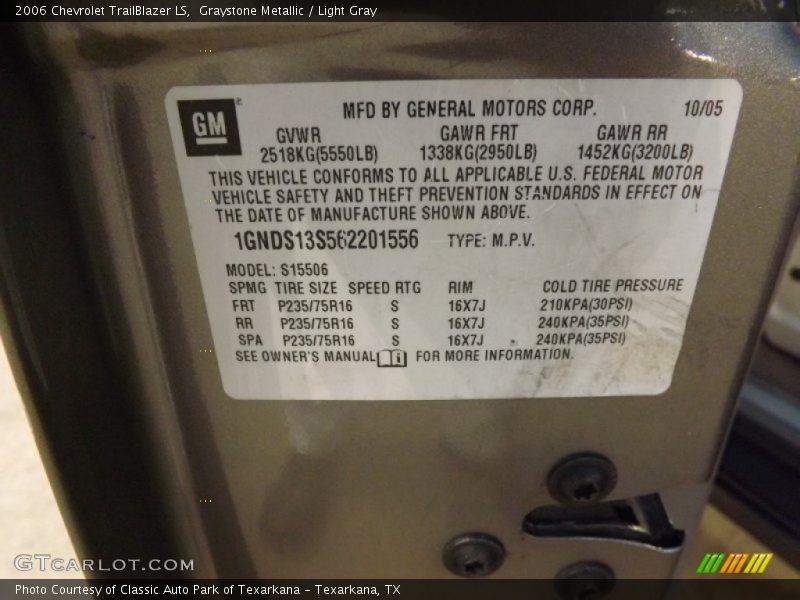 2006 Chevrolet TrailBlazer LS,  Graystone Metallic / Light Gray
GM
MFD BY GENERAL MOTORS CORP. 10/05
GVWR GAWR FRT GAWR RR
2518KG(5550LB) 1338KG(2950LB) 1452KG(3200LB)
THIS VEHICLE CONFORMS TO ALL APPLICABLE U.S. FEDERAL MOTOR
VEHICLE SAFETY AND THEFT PREVENTION STANDARDS IN EFFECT ON
THE DATE OF MANUFACTURE SHOWN ABOVE.
1GNDS13S562201556 TYPE: M.P.V.
MODEL: S15506
SPMG TIRE SIZE SPEED RTG RIM COLD TIRE PRESSURE
FRT P235/75R16 S 16X7J 210KPA(30PSI)
RR P235/75R16 S 16X7J 240KPA(35PSI)
SPA P235/75R16 S 16X7J 240KPA(35PSI)
SEE OWNER'S MANUAL FOR MORE INFORMATION.
GTcarlot.com
Photo Courtesy of Classic Auto Park of Texarkana – Texarkana, TX